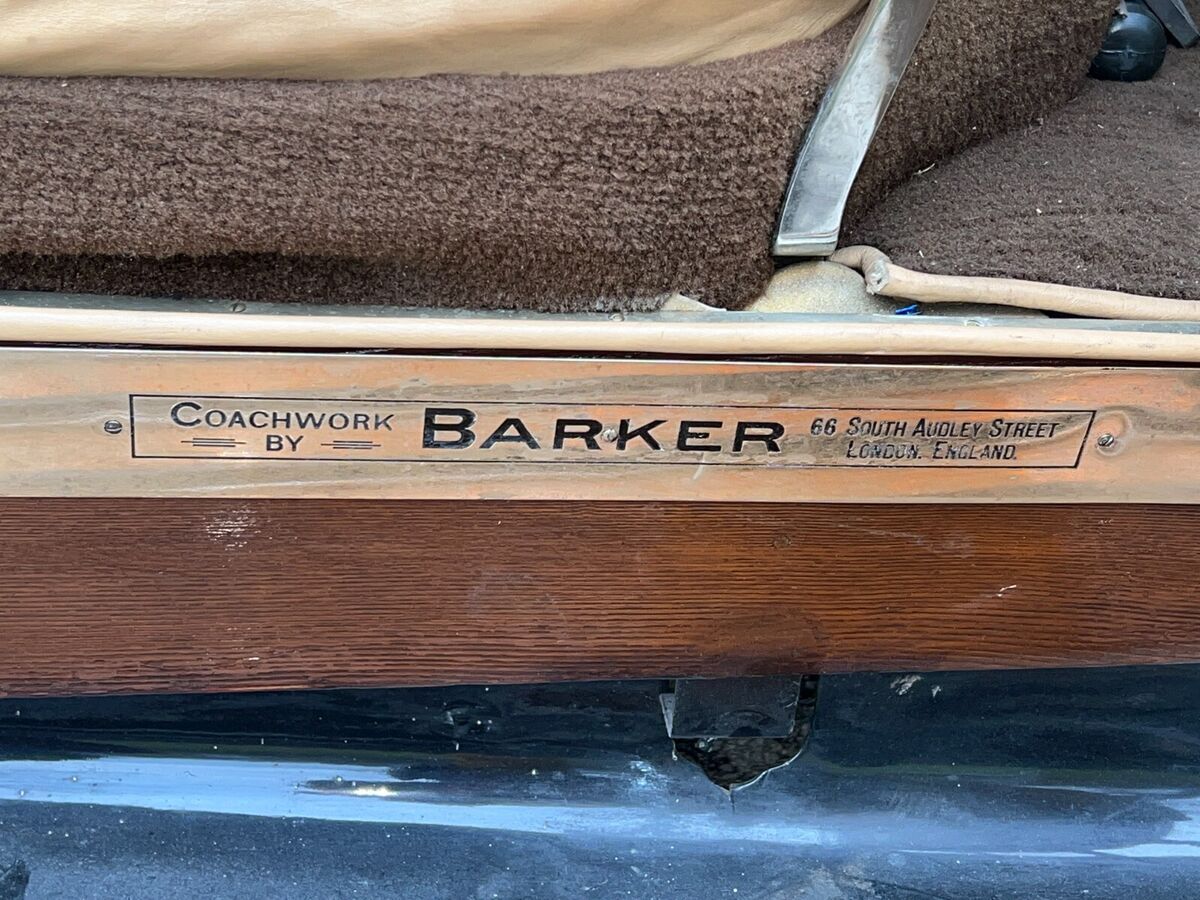 COACHWORK BY BARKER 66 SOUTH AUDLEY STREET
LONDON. ENGLAND.